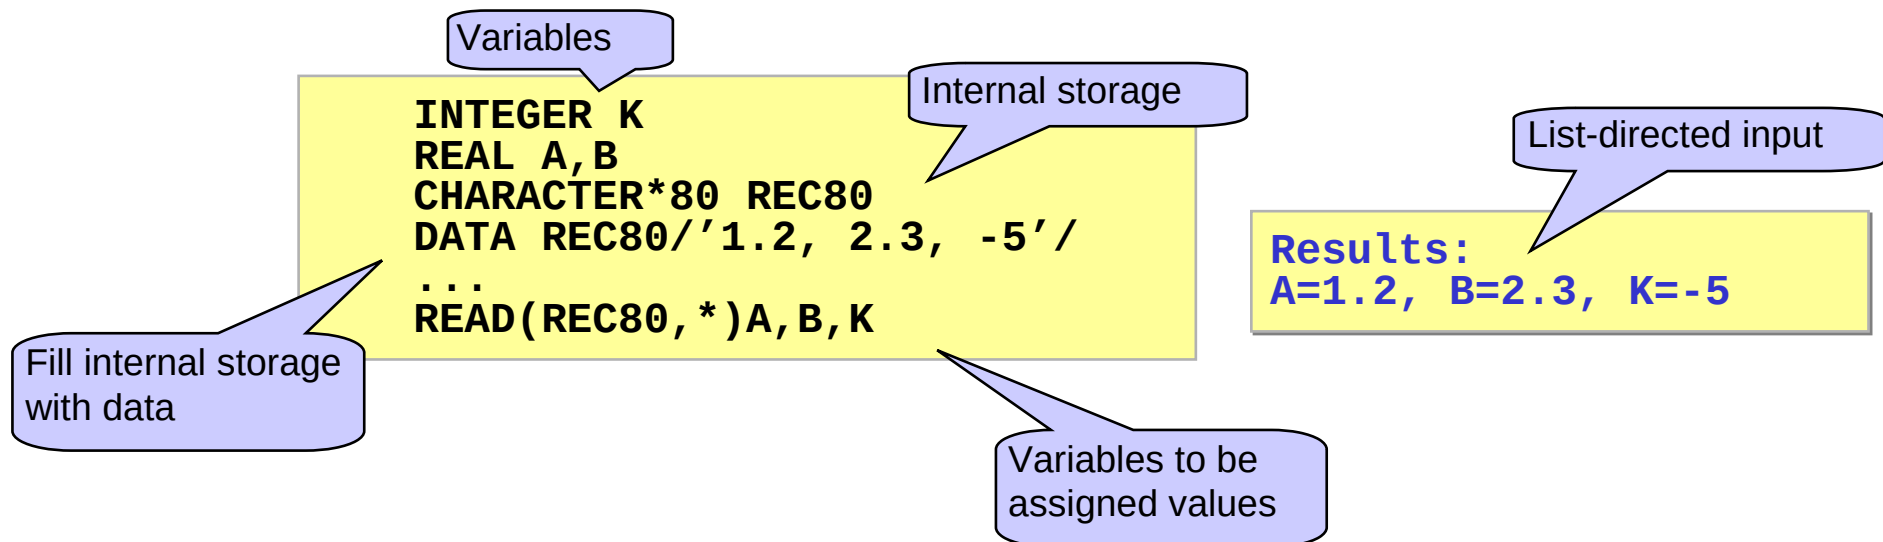 Variables
Internal storage
INTEGER K
REAL A,B
CHARACTER*80 REC80
DATA REC80/’1.2, 2.3, -5’/
...
READ(REC80,*)A,B,K
Fill internal storage
with data
Variables to be
assigned values
List-directed input
Results:
A=1.2, B=2.3, K=-5